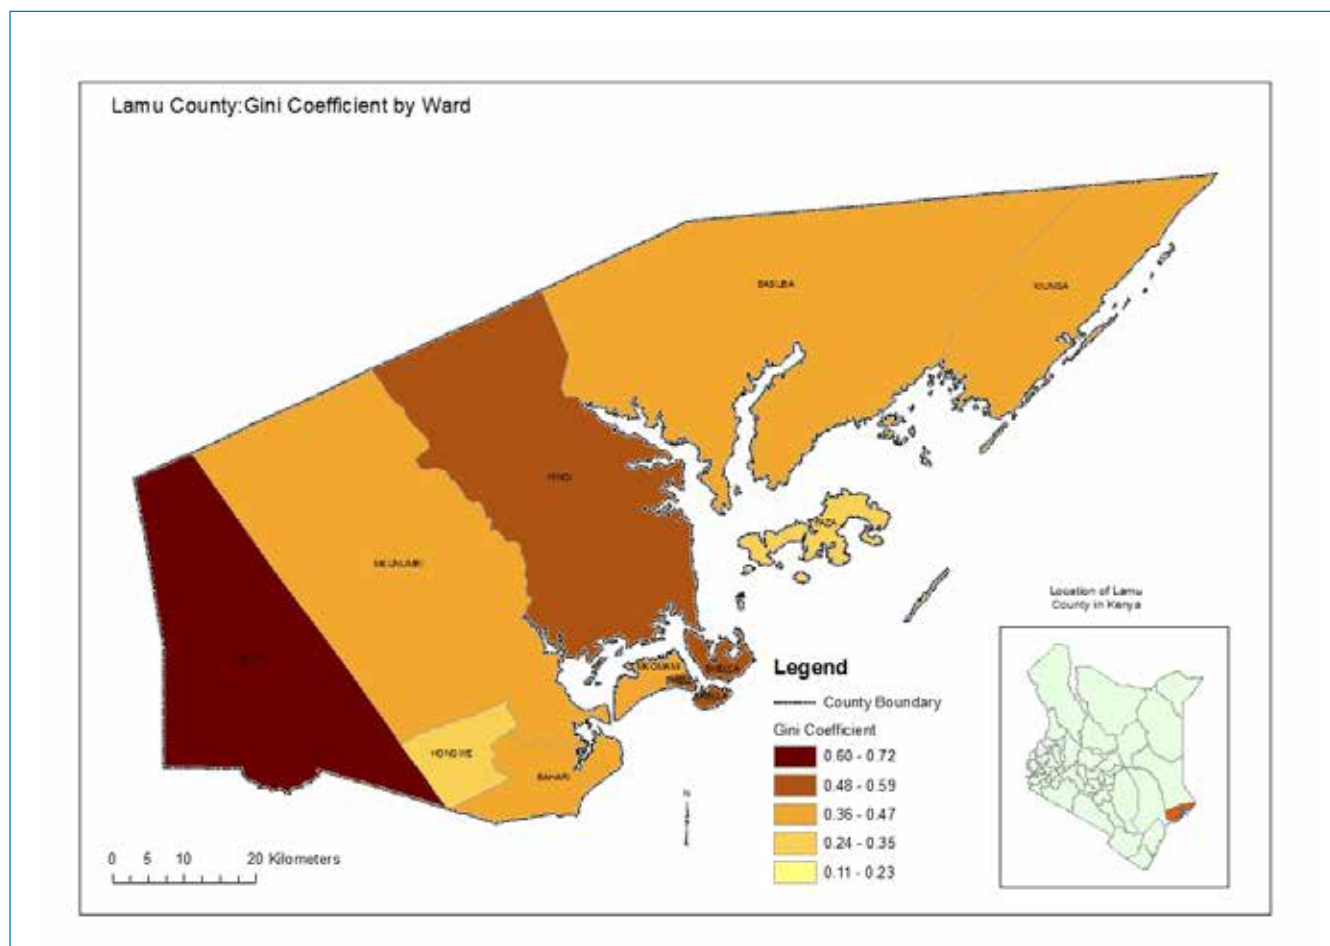 Lamu County:Gini Coefficient by Ward
BASUBA
KIUNGA
HINDI
FAZA
MKUNUMBI
Location of Lamu
County in Kenya
MKOMANI
SHELLA
HONGWE
BAHARI
N
Legend
County Boundary
Gini Coefficient
0.60 - 0.72
0.48 - 0.59
0.36 - 0.47
0.24 - 0.35
0.11 - 0.23
0 5 10 20 Kilometers